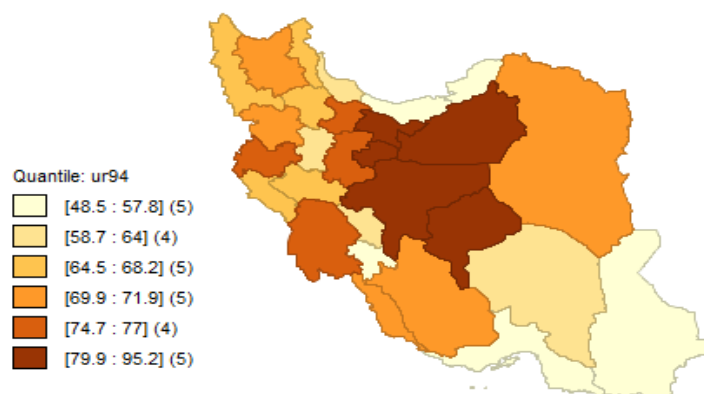 Quantile: ur94
[48.5 : 57.8] (5)
[58.7 : 64] (4)
[64.5 : 68.2] (5)
[69.9 : 71.9] (5)
[74.7 : 77] (4)
[79.9 : 95.2] (5)